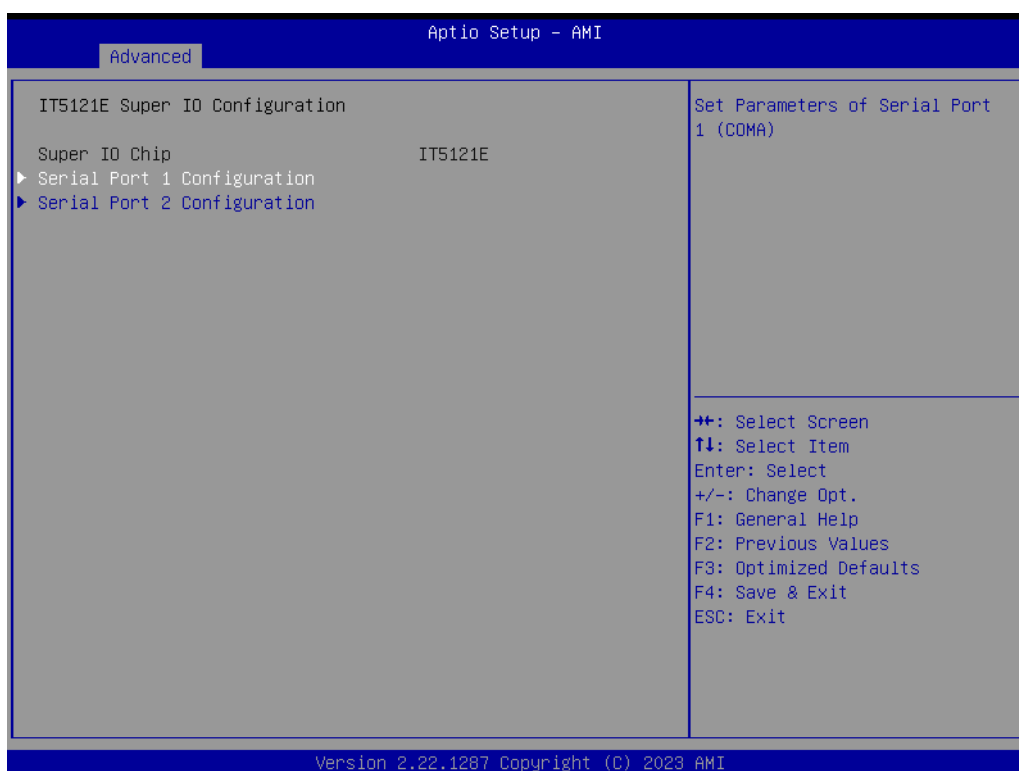 Aptio Setup – AMI
Advanced
IT5121E Super IO Configuration
Super IO Chip IT5121E
▶ Serial Port 1 Configuration
▶ Serial Port 2 Configuration
Set Parameters of Serial Port
1 (COMA)
→←: Select Screen
↑↓: Select Item
Enter: Select
+/-: Change Opt.
F1: General Help
F2: Previous Values
F3: Optimized Defaults
F4: Save & Exit
ESC: Exit
Version 2.22.1287 Copyright (C) 2023 AMI